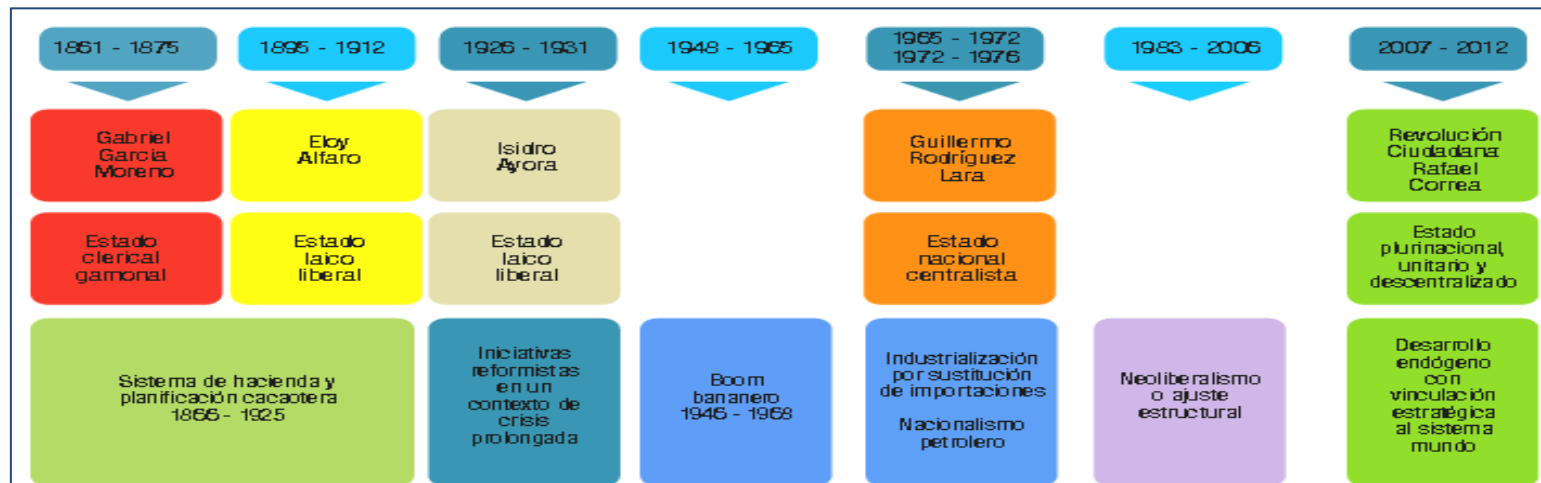 1861 - 1875
1895 - 1912
1926 - 1931
1948 - 1965
1965 - 1972
1972 - 1976
1983 - 2006
2007 - 2012
Gabriel
García
Moreno
Eloy
Alfaro
Isidro
Ayora
Guillermo
Rodríguez
Lara
Revolución
Ciudadana:
Rafael
Correa
Estado
clerical
gamonal
Estado
laico
liberal
Estado
laico
liberal
Estado
nacional
centralista
Estado
plurinacional,
unitario y
descentralizado
Sistema de hacienda y
planificación cacaotera
1866 - 1925
Iniciativas
reformistas
en un
contexto de
crisis
prolongada
Boom
bananero
1946 - 1968
Industrialización
por sustitución
de importaciones
Nacionalismo
petrolero
Neoliberalismo
o ajuste
estructural
Desarrollo
endógeno
con
vinculación
estratégica
al sistema
mundo